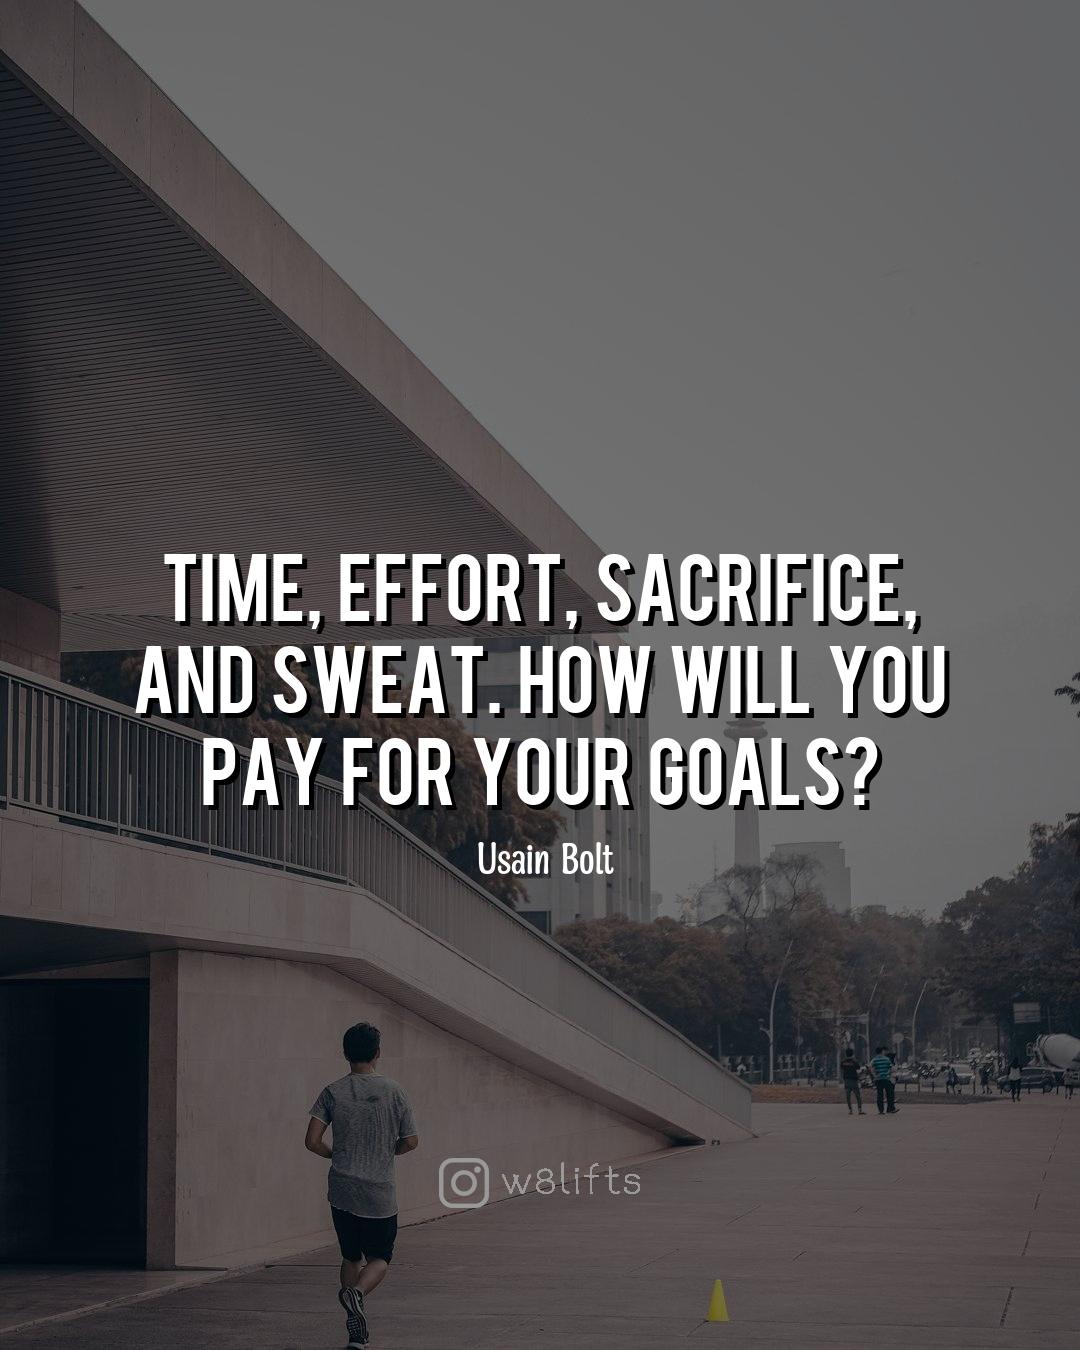 TIME, EFFORT, SACRIFICE,
AND SWEAT. HOW WILL YOU
PAY FOR YOUR GOALS?
Usain Bolt
w8lifts